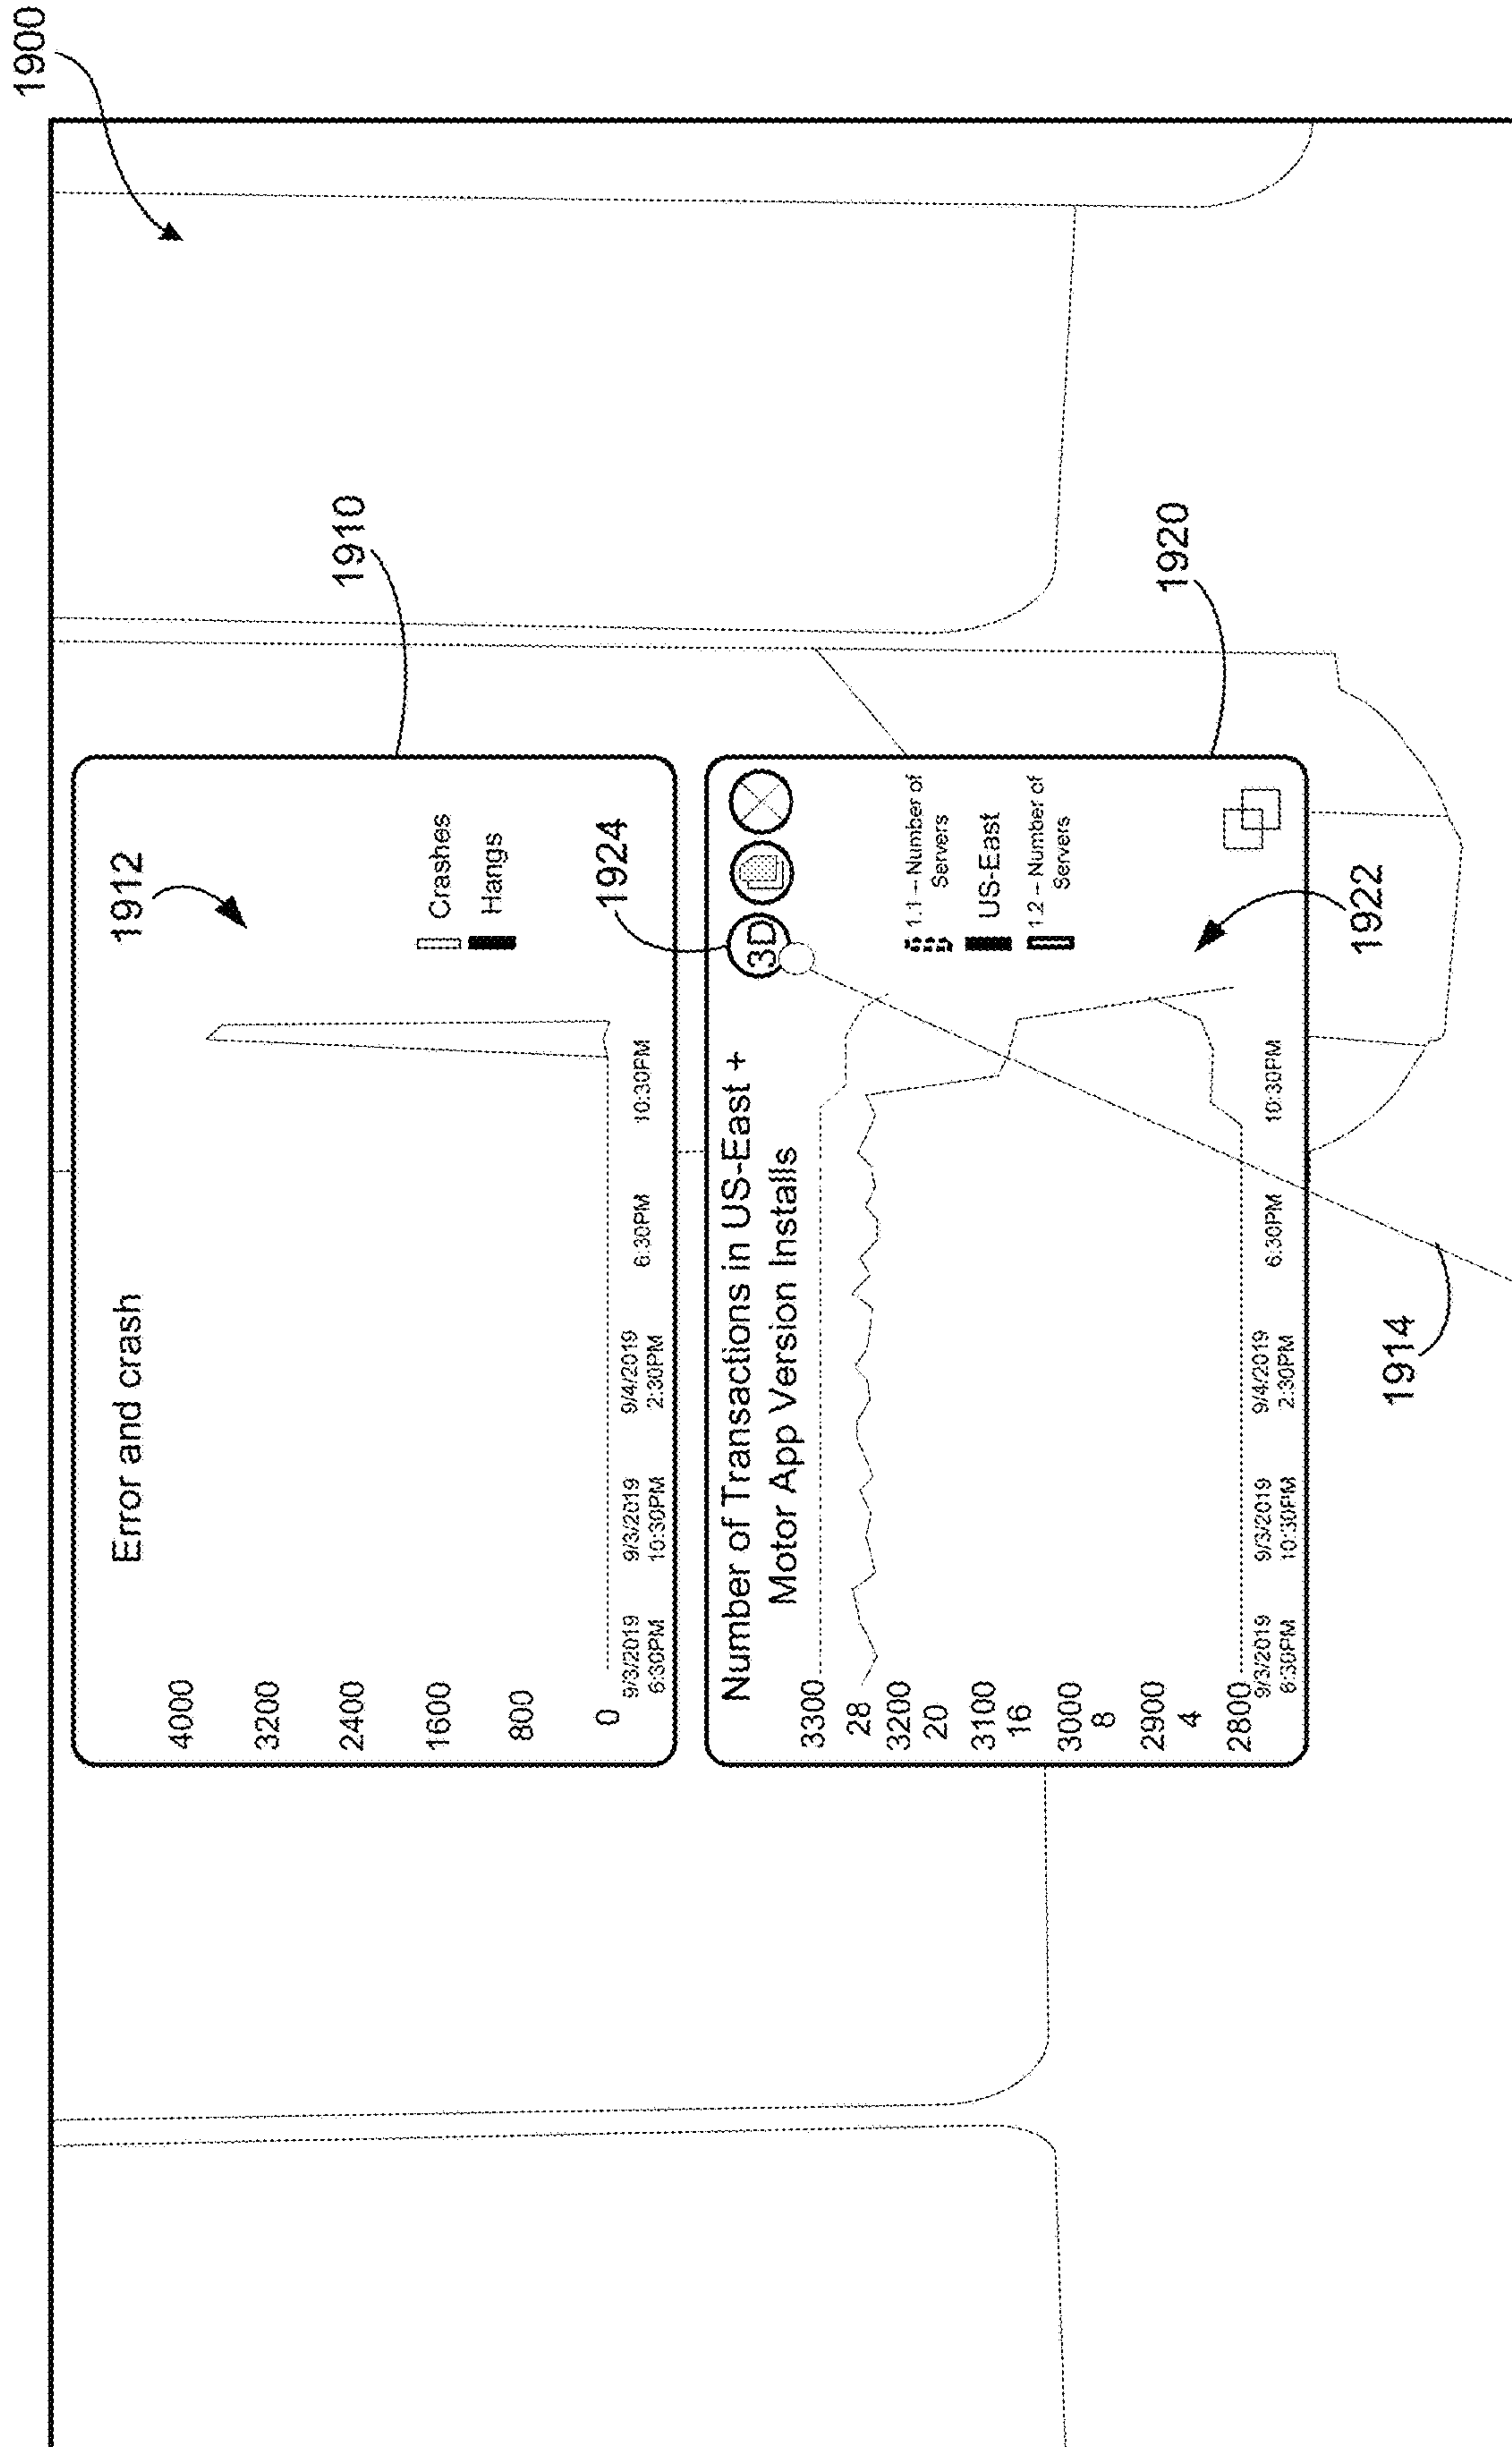 1900
1910
1912
Error and crash
4000
3200
2400
1600
800
0
Crashes
Hangs
9/3/2019
6:30PM
9/3/2019
10:30PM
9/4/2019
2:30PM
6:30PM
10:30PM
1924
1920
Number of Transactions in US-East +
Motor App Version Installs
3D
3300
28
3200
20
3100
16
3000
8
2900
4
2800
1.1 – Number of
Servers
US-East
1.2 – Number of
Servers
9/3/2019
6:30PM
9/3/2019
10:30PM
9/4/2019
2:30PM
6:30PM
10:30PM
1922
1914